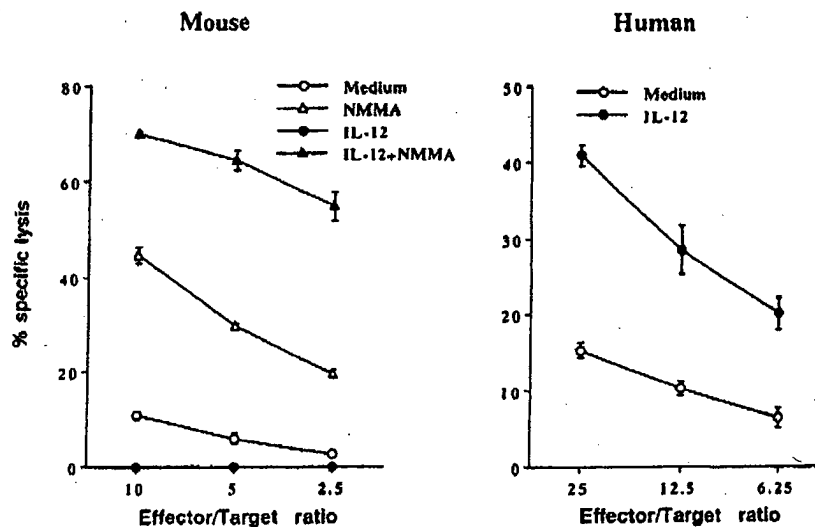 Mouse
Human
80
60
40
20
0
% specific lysis
Medium
NMMA
IL-12
IL-12+NMMA
10
5
2.5
Effector/Target ratio
50
40
30
20
10
0
Medium
IL-12
25
12.5
6.25
Effector/Target ratio